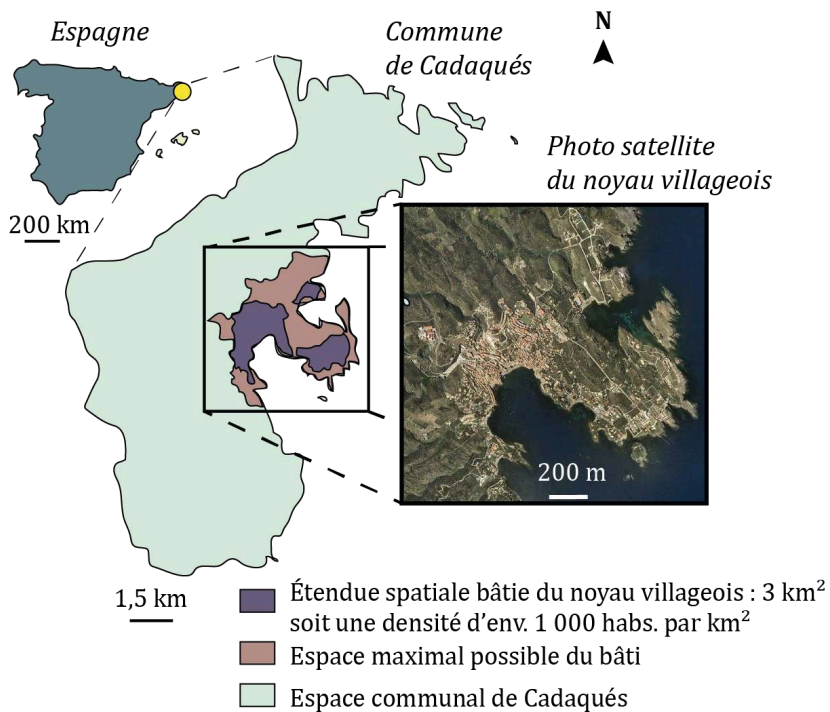 Espagne
Commune
de Cadaqués
N
Photo satellite
du noyau villageois
200 km
200 m
1,5 km
Étendue spatiale bâtie du noyau villageois : 3 km²
soit une densité d’env. 1 000 habs. par km²
Espace maximal possible du bâti
Espace communal de Cadaqués